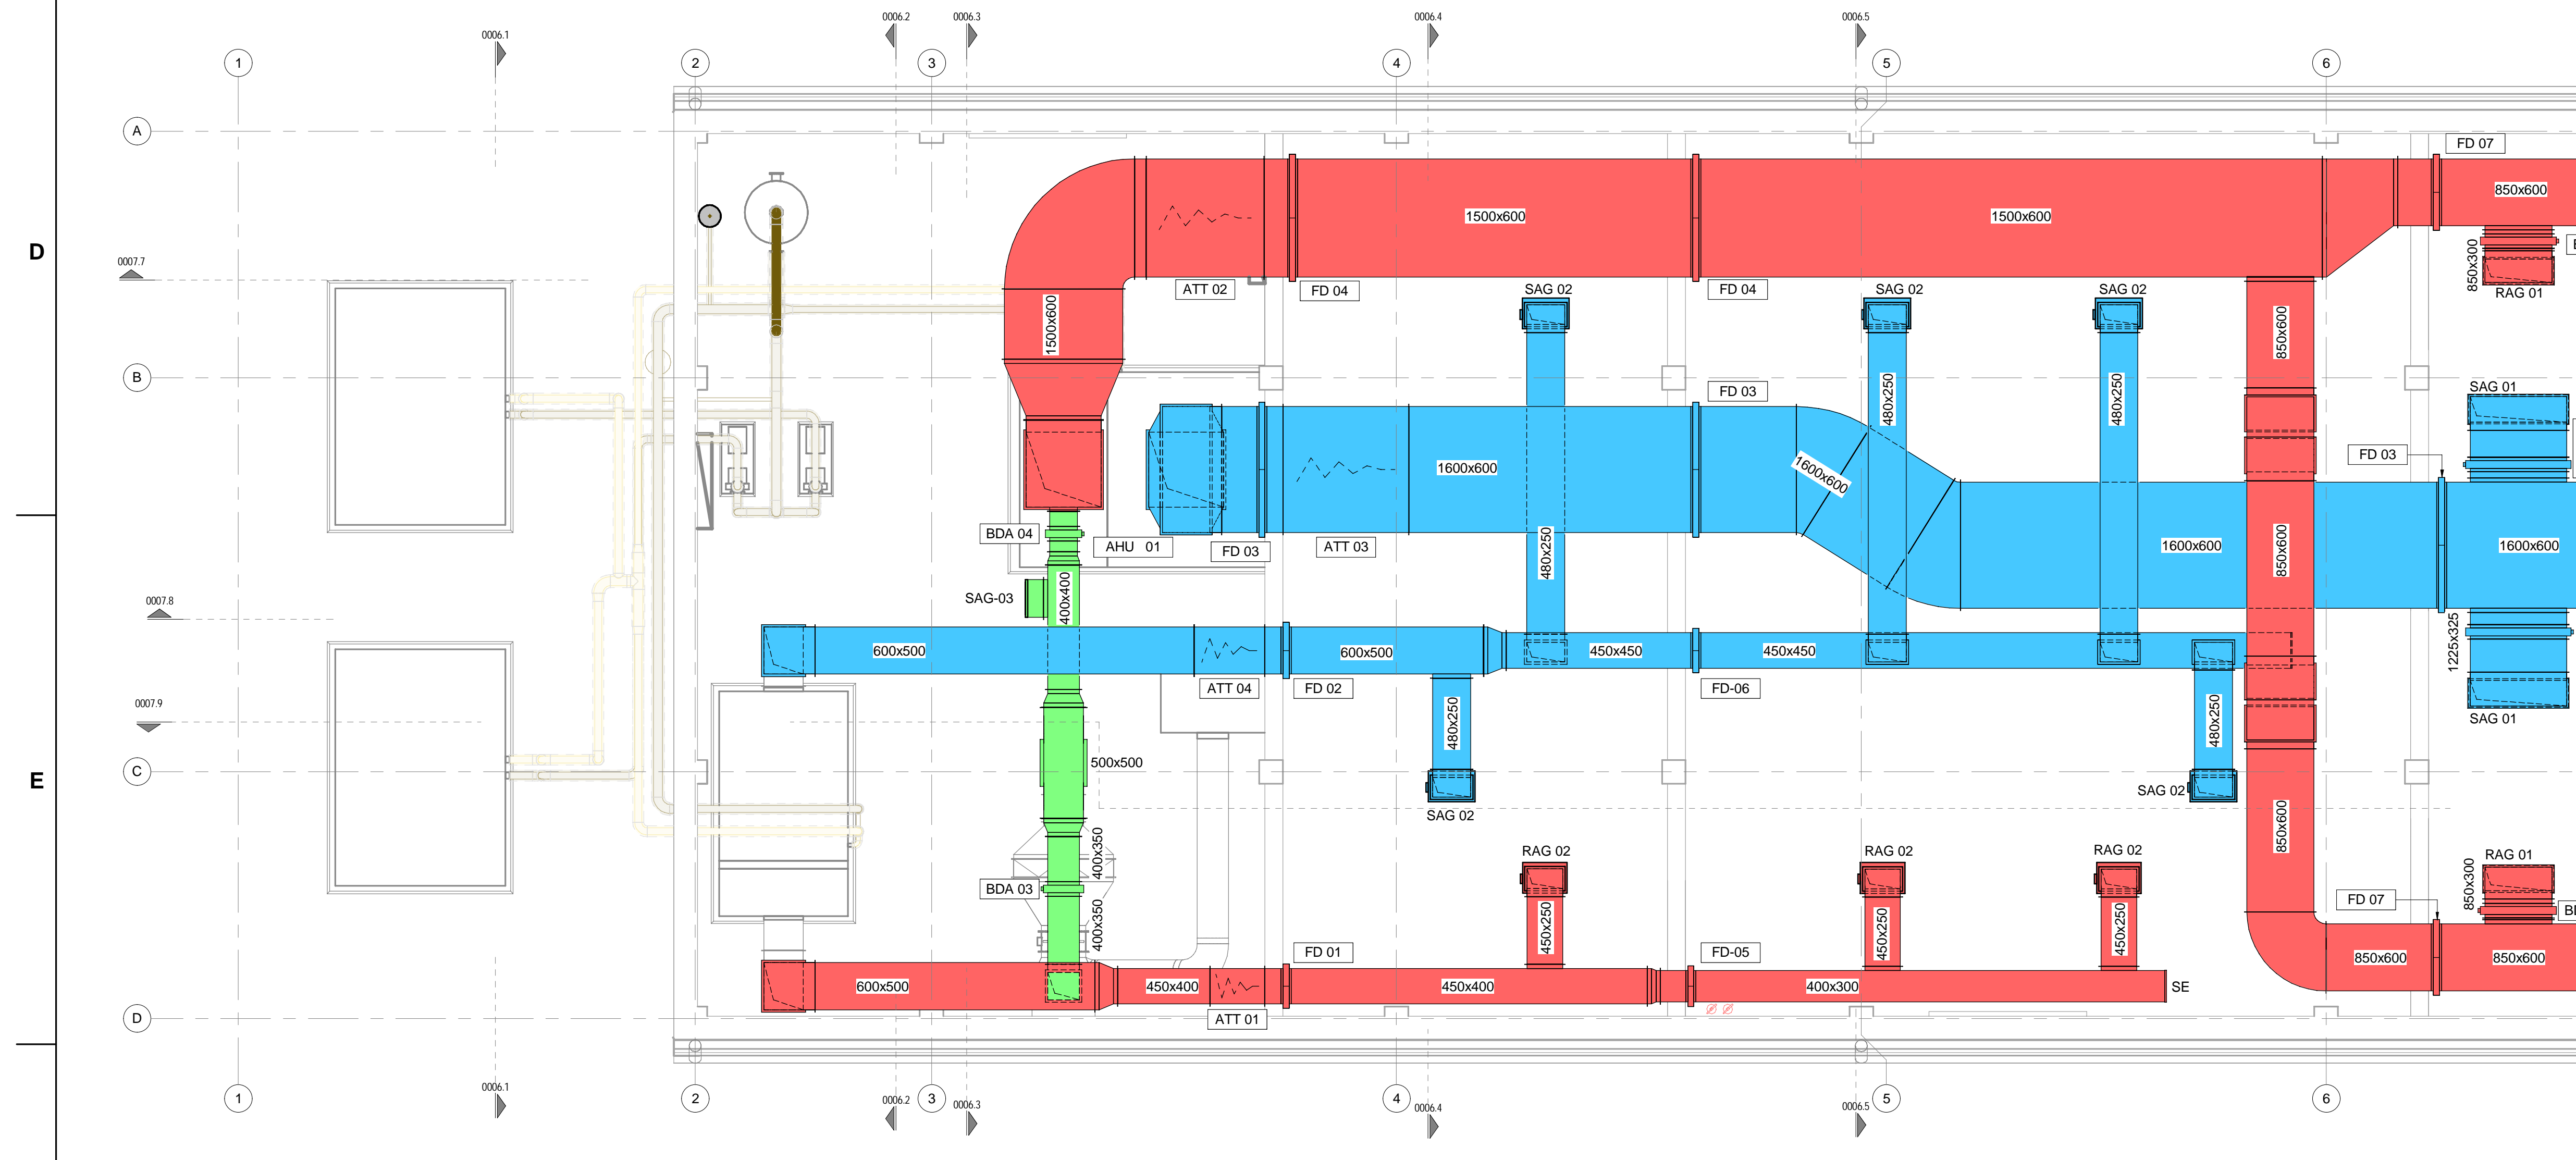 0006.2
0006.3
0006.4
0006.5
0006.1
1
2
3
4
5
6
A
FD 07
850x600
1500x600
1500x600
D
0007.7
850x300
ATT 02
FD 04
FD 04
SAG 02
SAG 02
SAG 02
RAG 01
1500x600
850x600
B
FD 03
SAG 01
480x250
480x250
FD 03
1600x600
1600x600
BDA 04
AHU 01
FD 03
ATT 03
480x250
1600x600
850x600
1600x600
SAG-03
400x400
0007.8
1225x325
600x500
600x500
450x450
450x450
ATT 04
FD 02
FD-06
0007.9
480x250
480x250
SAG 01
500x500
C
E
SAG 02
SAG 02
850x600
400x350
RAG 02
RAG 02
RAG 02
RAG 01
BDA 03
850x300
FD 07
400x350
450x250
450x250
450x250
FD 01
FD-05
850x600
850x600
600x500
450x400
450x400
400x300
SE
D
ATT 01
0006.1
0006.2
0006.3
0006.4
0006.5
1
2
3
4
5
6